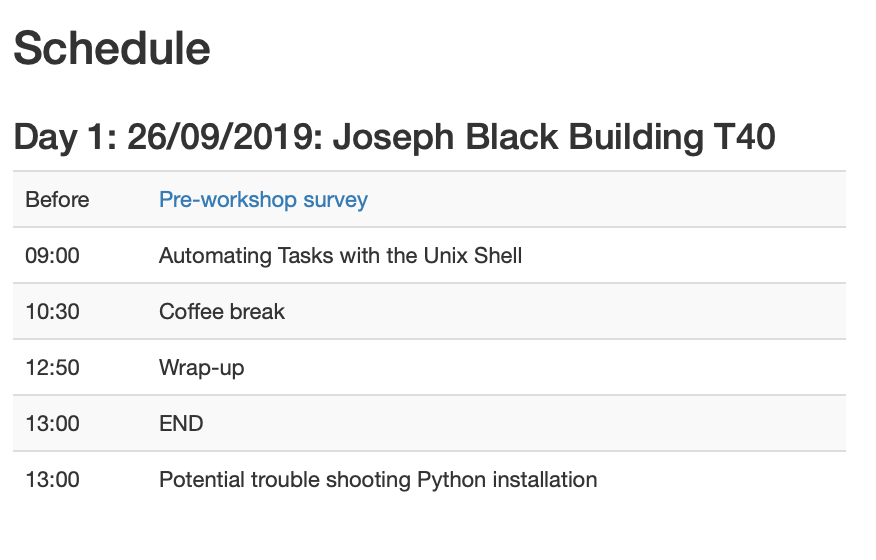 Schedule
Day 1: 26/09/2019: Joseph Black Building T40
Before Pre-workshop survey
09:00 Automating Tasks with the Unix Shell
10:30 Coffee break
12:50 Wrap-up
13:00 END
13:00 Potential trouble shooting Python installation